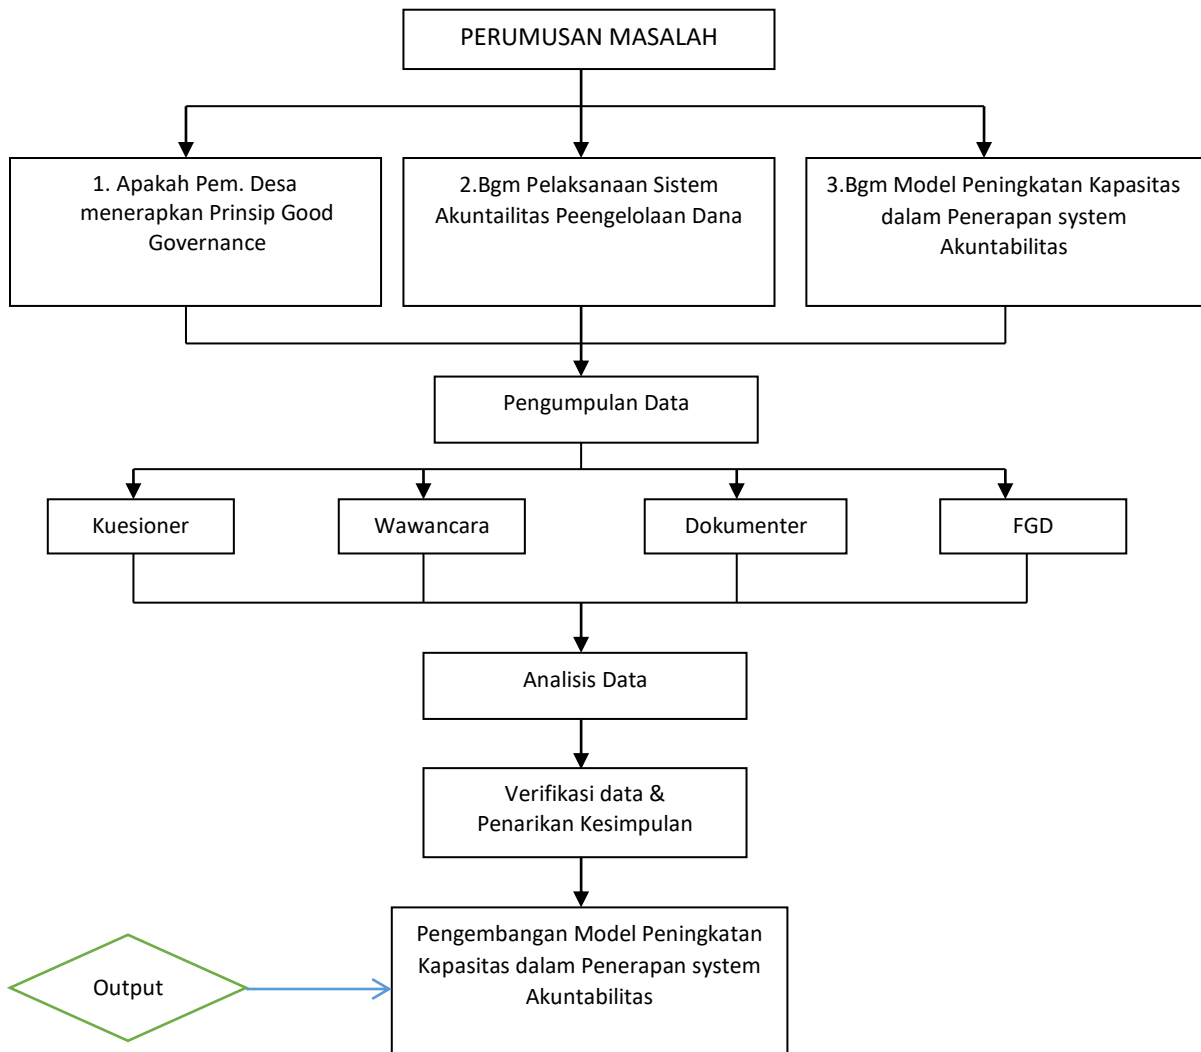 PERUMUSAN MASALAH
1. Apakah Pem. Desa
menerapkan Prinsip Good
Governance
2.Bgm Pelaksanaan Sistem
Akuntailitas Peengelolaan Dana
3.Bgm Model Peningkatan Kapasitas
dalam Penerapan system
Akuntabilitas
Pengumpulan Data
Kuesioner
Wawancara
Dokumenter
FGD
Analisis Data
Verifikasi data &
Penarikan Kesimpulan
Output
Pengembangan Model Peningkatan
Kapasitas dalam Penerapan system
Akuntabilitas